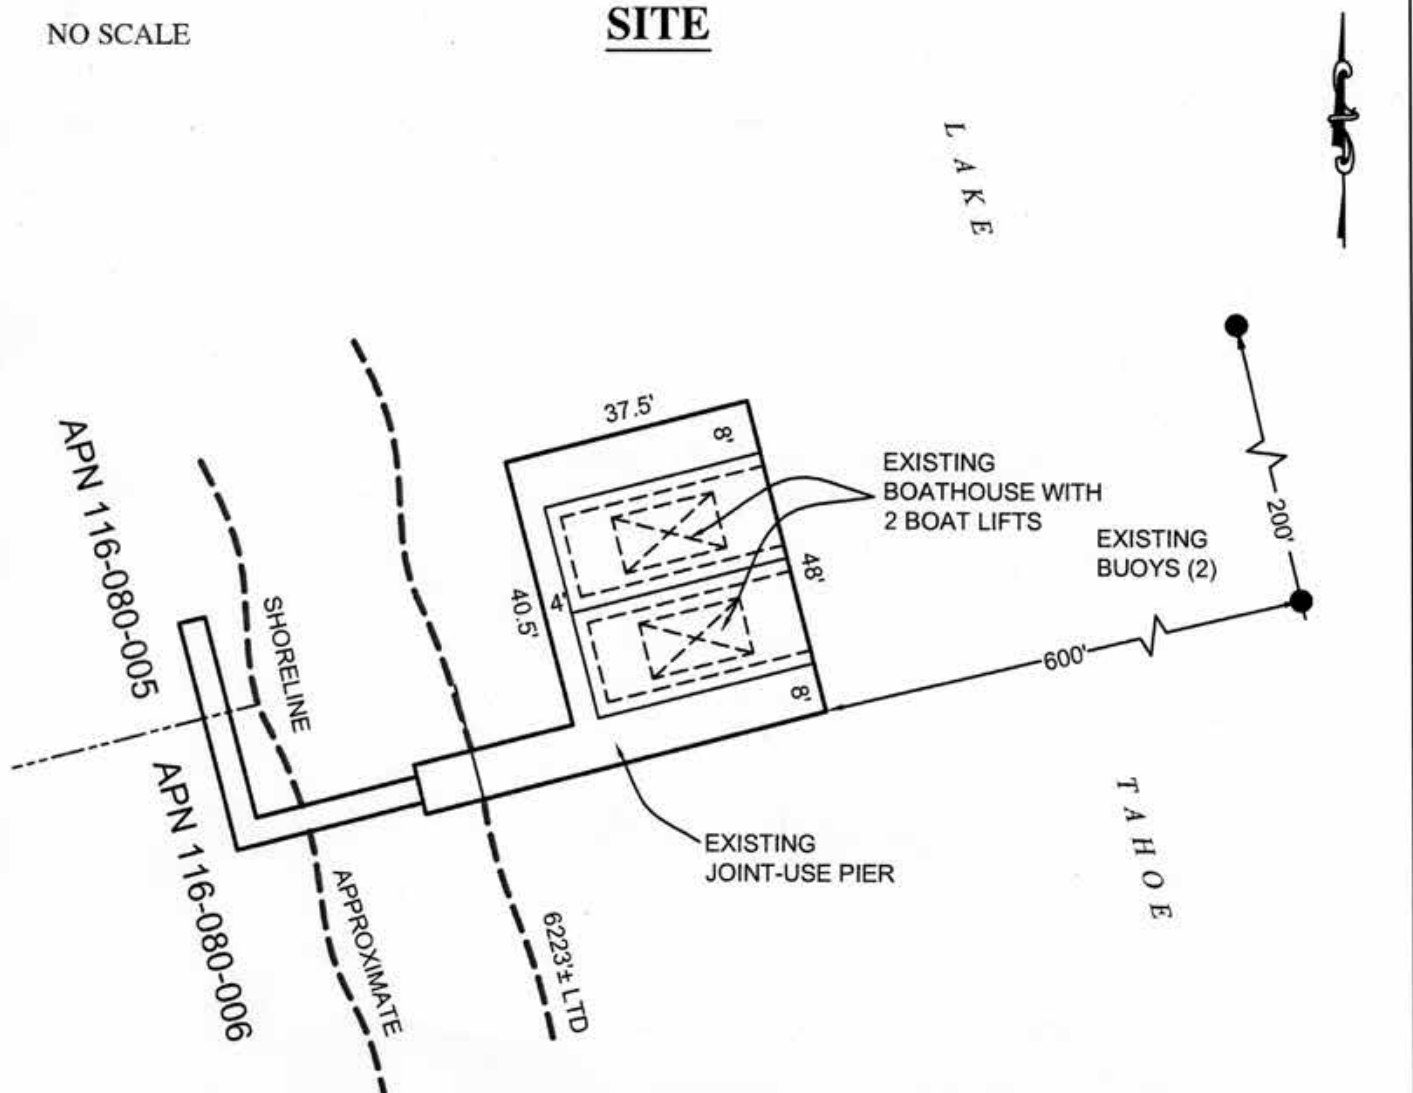 NO SCALE
SITE
LAKE
37.5'
8'
EXISTING
BOATHOUSE WITH
2 BOAT LIFTS
200'
EXISTING
BUOYS (2)
48'
4'
40.5'
APN 116-080-005
SHORELINE
600'
8'
APN 116-080-006
APPROXIMATE
EXISTING
JOINT-USE PIER
TAHOE
6223'± LTD